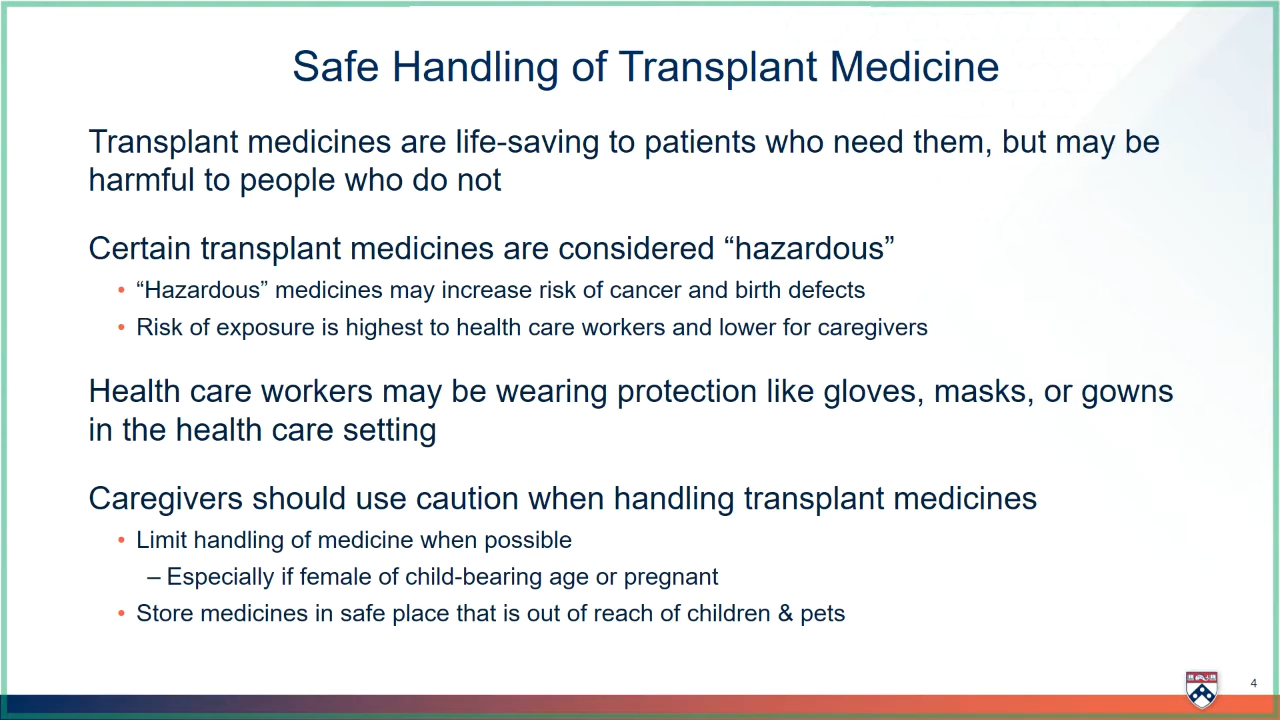 Safe Handling of Transplant Medicine
Transplant medicines are life-saving to patients who need them, but may be
harmful to people who do not
Certain transplant medicines are considered “hazardous”
• “Hazardous” medicines may increase risk of cancer and birth defects
• Risk of exposure is highest to health care workers and lower for caregivers
Health care workers may be wearing protection like gloves, masks, or gowns
in the health care setting
Caregivers should use caution when handling transplant medicines
• Limit handling of medicine when possible
– Especially if female of child-bearing age or pregnant
• Store medicines in safe place that is out of reach of children & pets
4